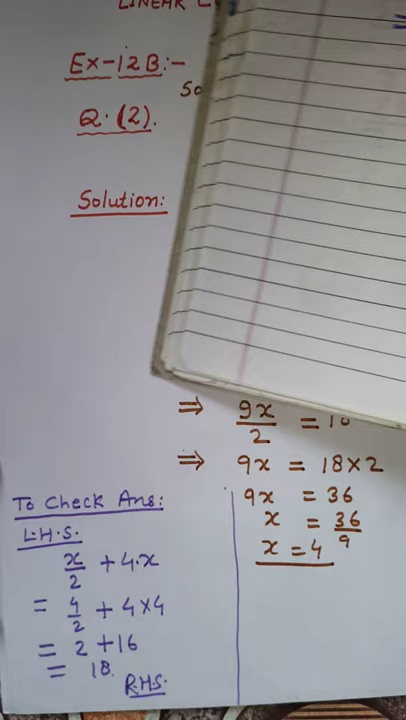 LINEAR
Ex-12B:-
So
Q.(2).
Solution:
⇒ 9x/2 = 18
⇒ 9x = 18×2
9x = 36
x = 36/9
x = 4
To Check Ans:
L.H.S.
x/2 + 4.x
= 4/2 + 4×4
= 2 + 16
= 18.
R.H.S.